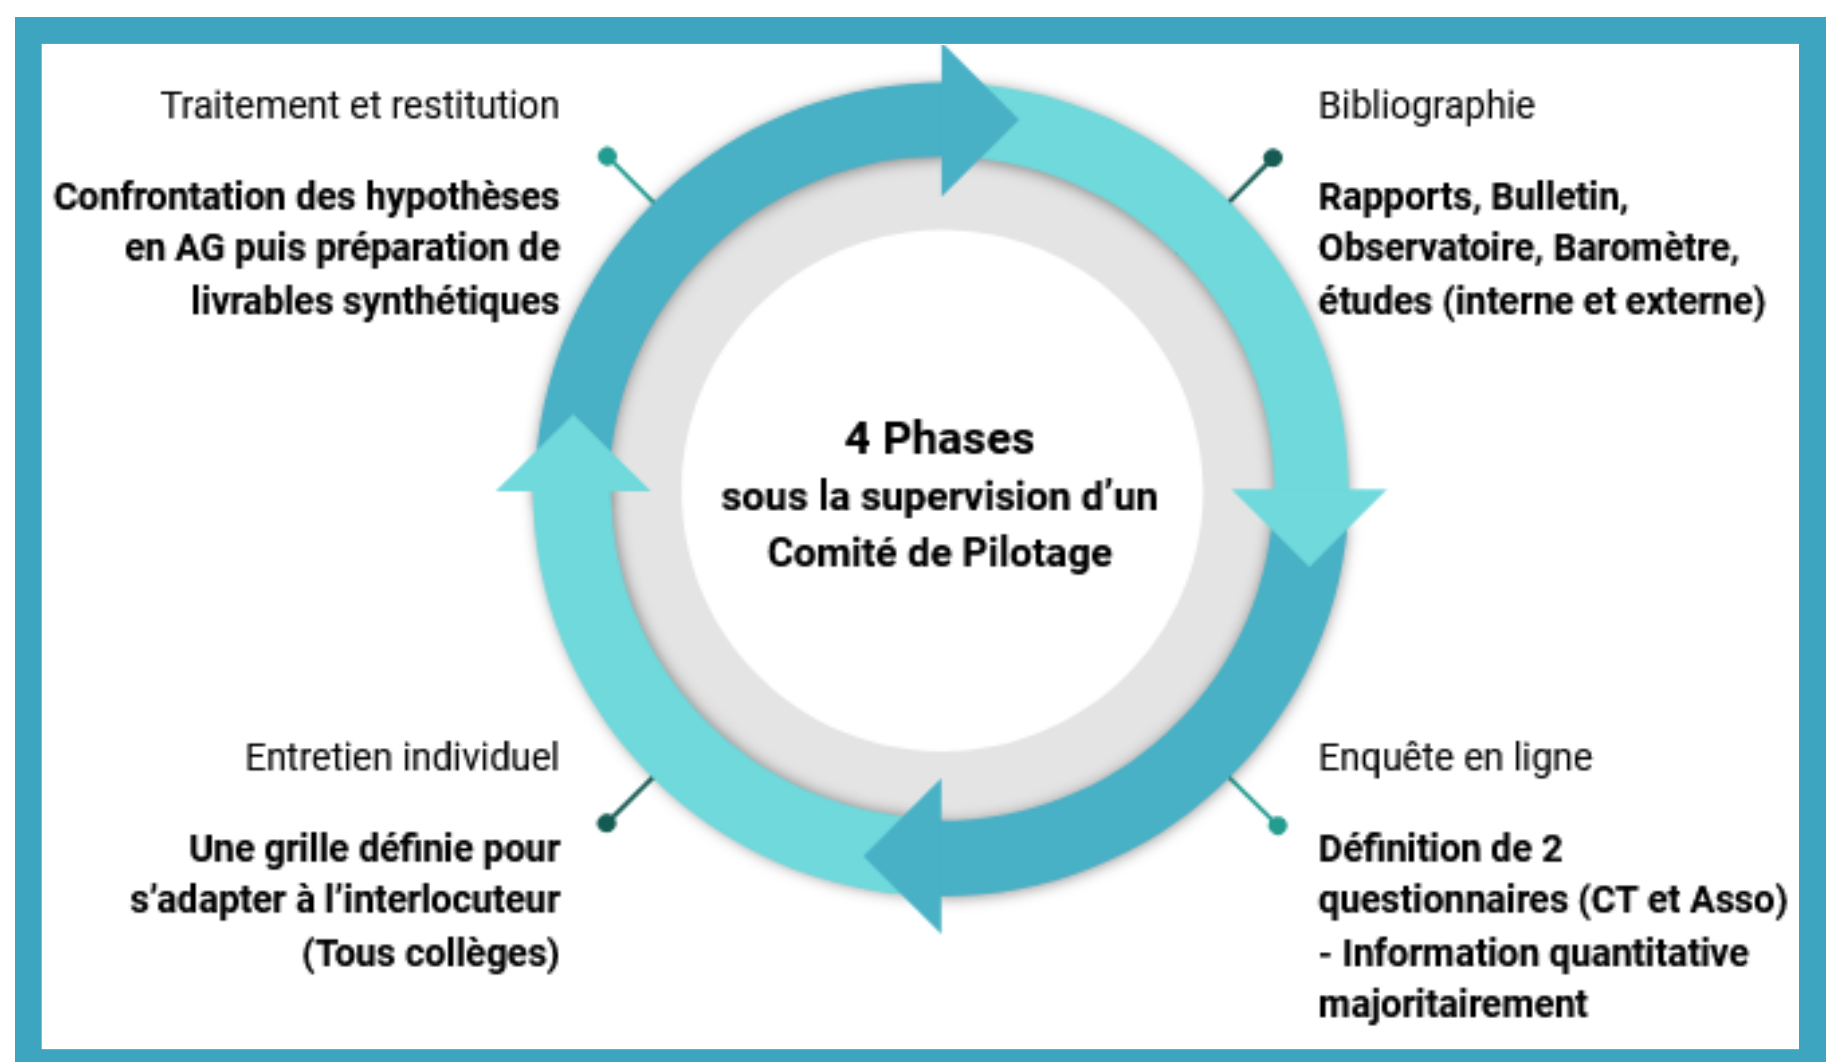 Traitement et restitution
Confrontation des hypothèses
en AG puis préparation de
livrables synthétiques
Bibliographie
Rapports, Bulletin,
Observatoire, Baromètre,
études (interne et externe)
4 Phases
sous la supervision d’un
Comité de Pilotage
Entretien individuel
Une grille définie pour
s’adapter à l’interlocuteur
(Tous collèges)
Enquête en ligne
Définition de 2
questionnaires (CT et Asso)
- Information quantitative
majoritairement